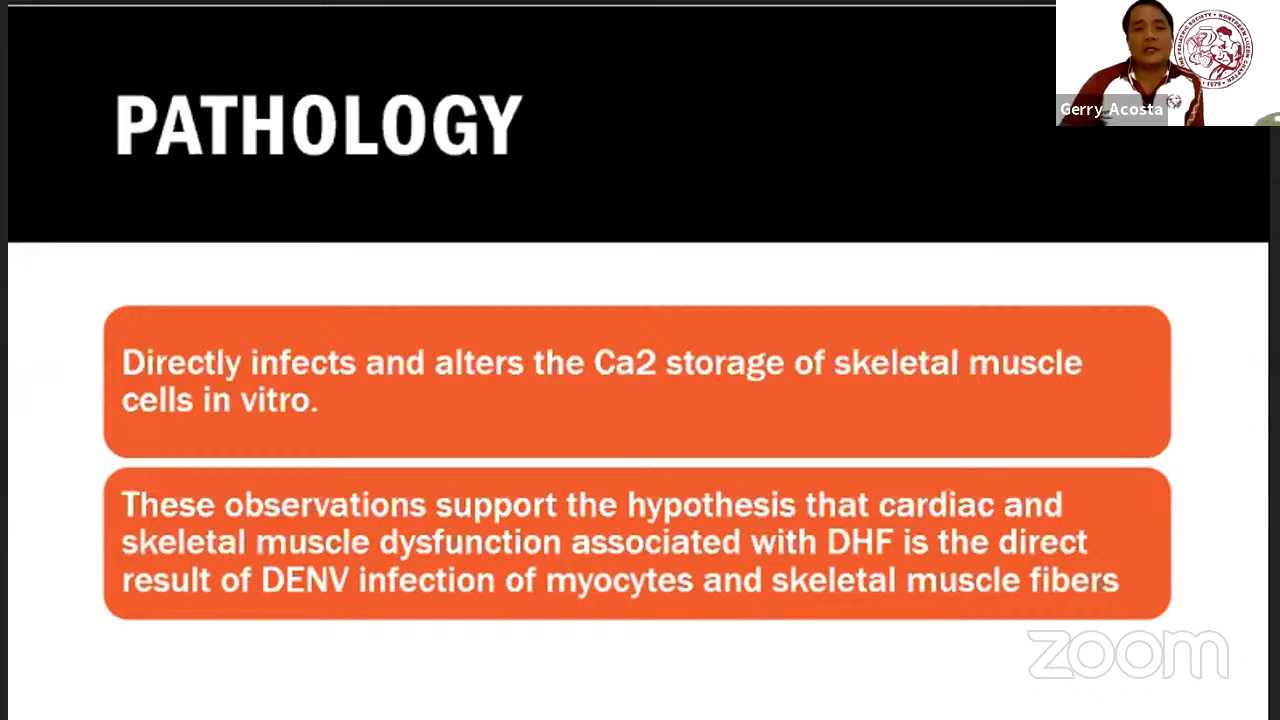 PATHOLOGY
Gerry Acosta
Directly infects and alters the Ca2 storage of skeletal muscle
cells in vitro.
These observations support the hypothesis that cardiac and
skeletal muscle dysfunction associated with DHF is the direct
result of DENV infection of myocytes and skeletal muscle fibers
zoom